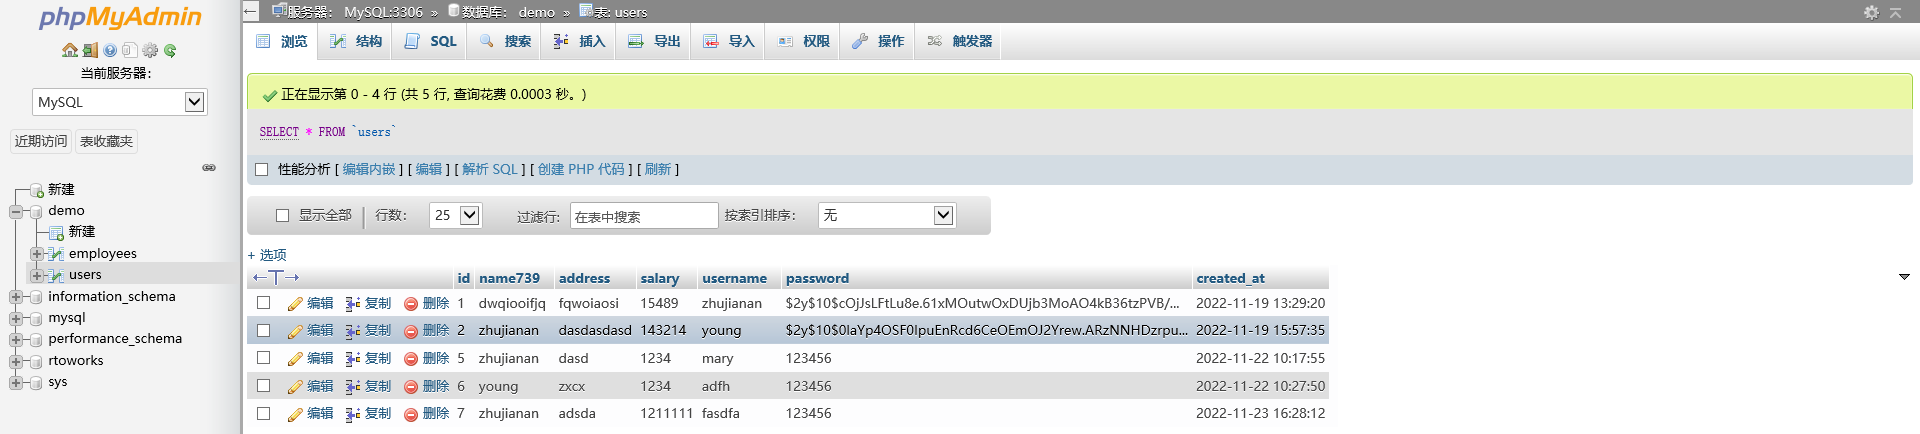 phpMyAdmin
当前服务器：
MySQL
近期访问 表收藏夹
新建
demo
新建
employees
users
information_schema
mysql
performance_schema
rtoworks
sys
服务器： MySQL:3306 » 数据库： demo » 表: users
浏览 结构 SQL 搜索 插入 导出 导入 权限 操作 触发器
正在显示第 0 - 4 行 (共 5 行, 查询花费 0.0003 秒。)
SELECT * FROM `users`
性能分析 [ 编辑内嵌 ] [ 编辑 ] [ 解析 SQL ] [ 创建 PHP 代码 ] [ 刷新 ]
显示全部 行数： 25 过滤行: 在表中搜索 按索引排序： 无
+ 选项
←T→ id name739 address salary username password created_at
编辑 复制 删除 1 dwqiooifjq fqwoiaosi 15489 zhujianan $2y$10$cOjJsLFtLu8e.61xMOutwOxDUjb3MoAO4kB36tzPVB/... 2022-11-19 13:29:20
编辑 复制 删除 2 zhujianan dasdasdasd 143214 young $2y$10$0laYp4OSF0lpuEnRcd6CeOEmOJ2Yrew.ARzNNHDzrpu... 2022-11-19 15:57:35
编辑 复制 删除 5 zhujianan dasd 1234 mary 123456 2022-11-22 10:17:55
编辑 复制 删除 6 young zxcx 1234 adfh 123456 2022-11-22 10:27:50
编辑 复制 删除 7 zhujianan adsda 1211111 fasdfa 123456 2022-11-23 16:28:12